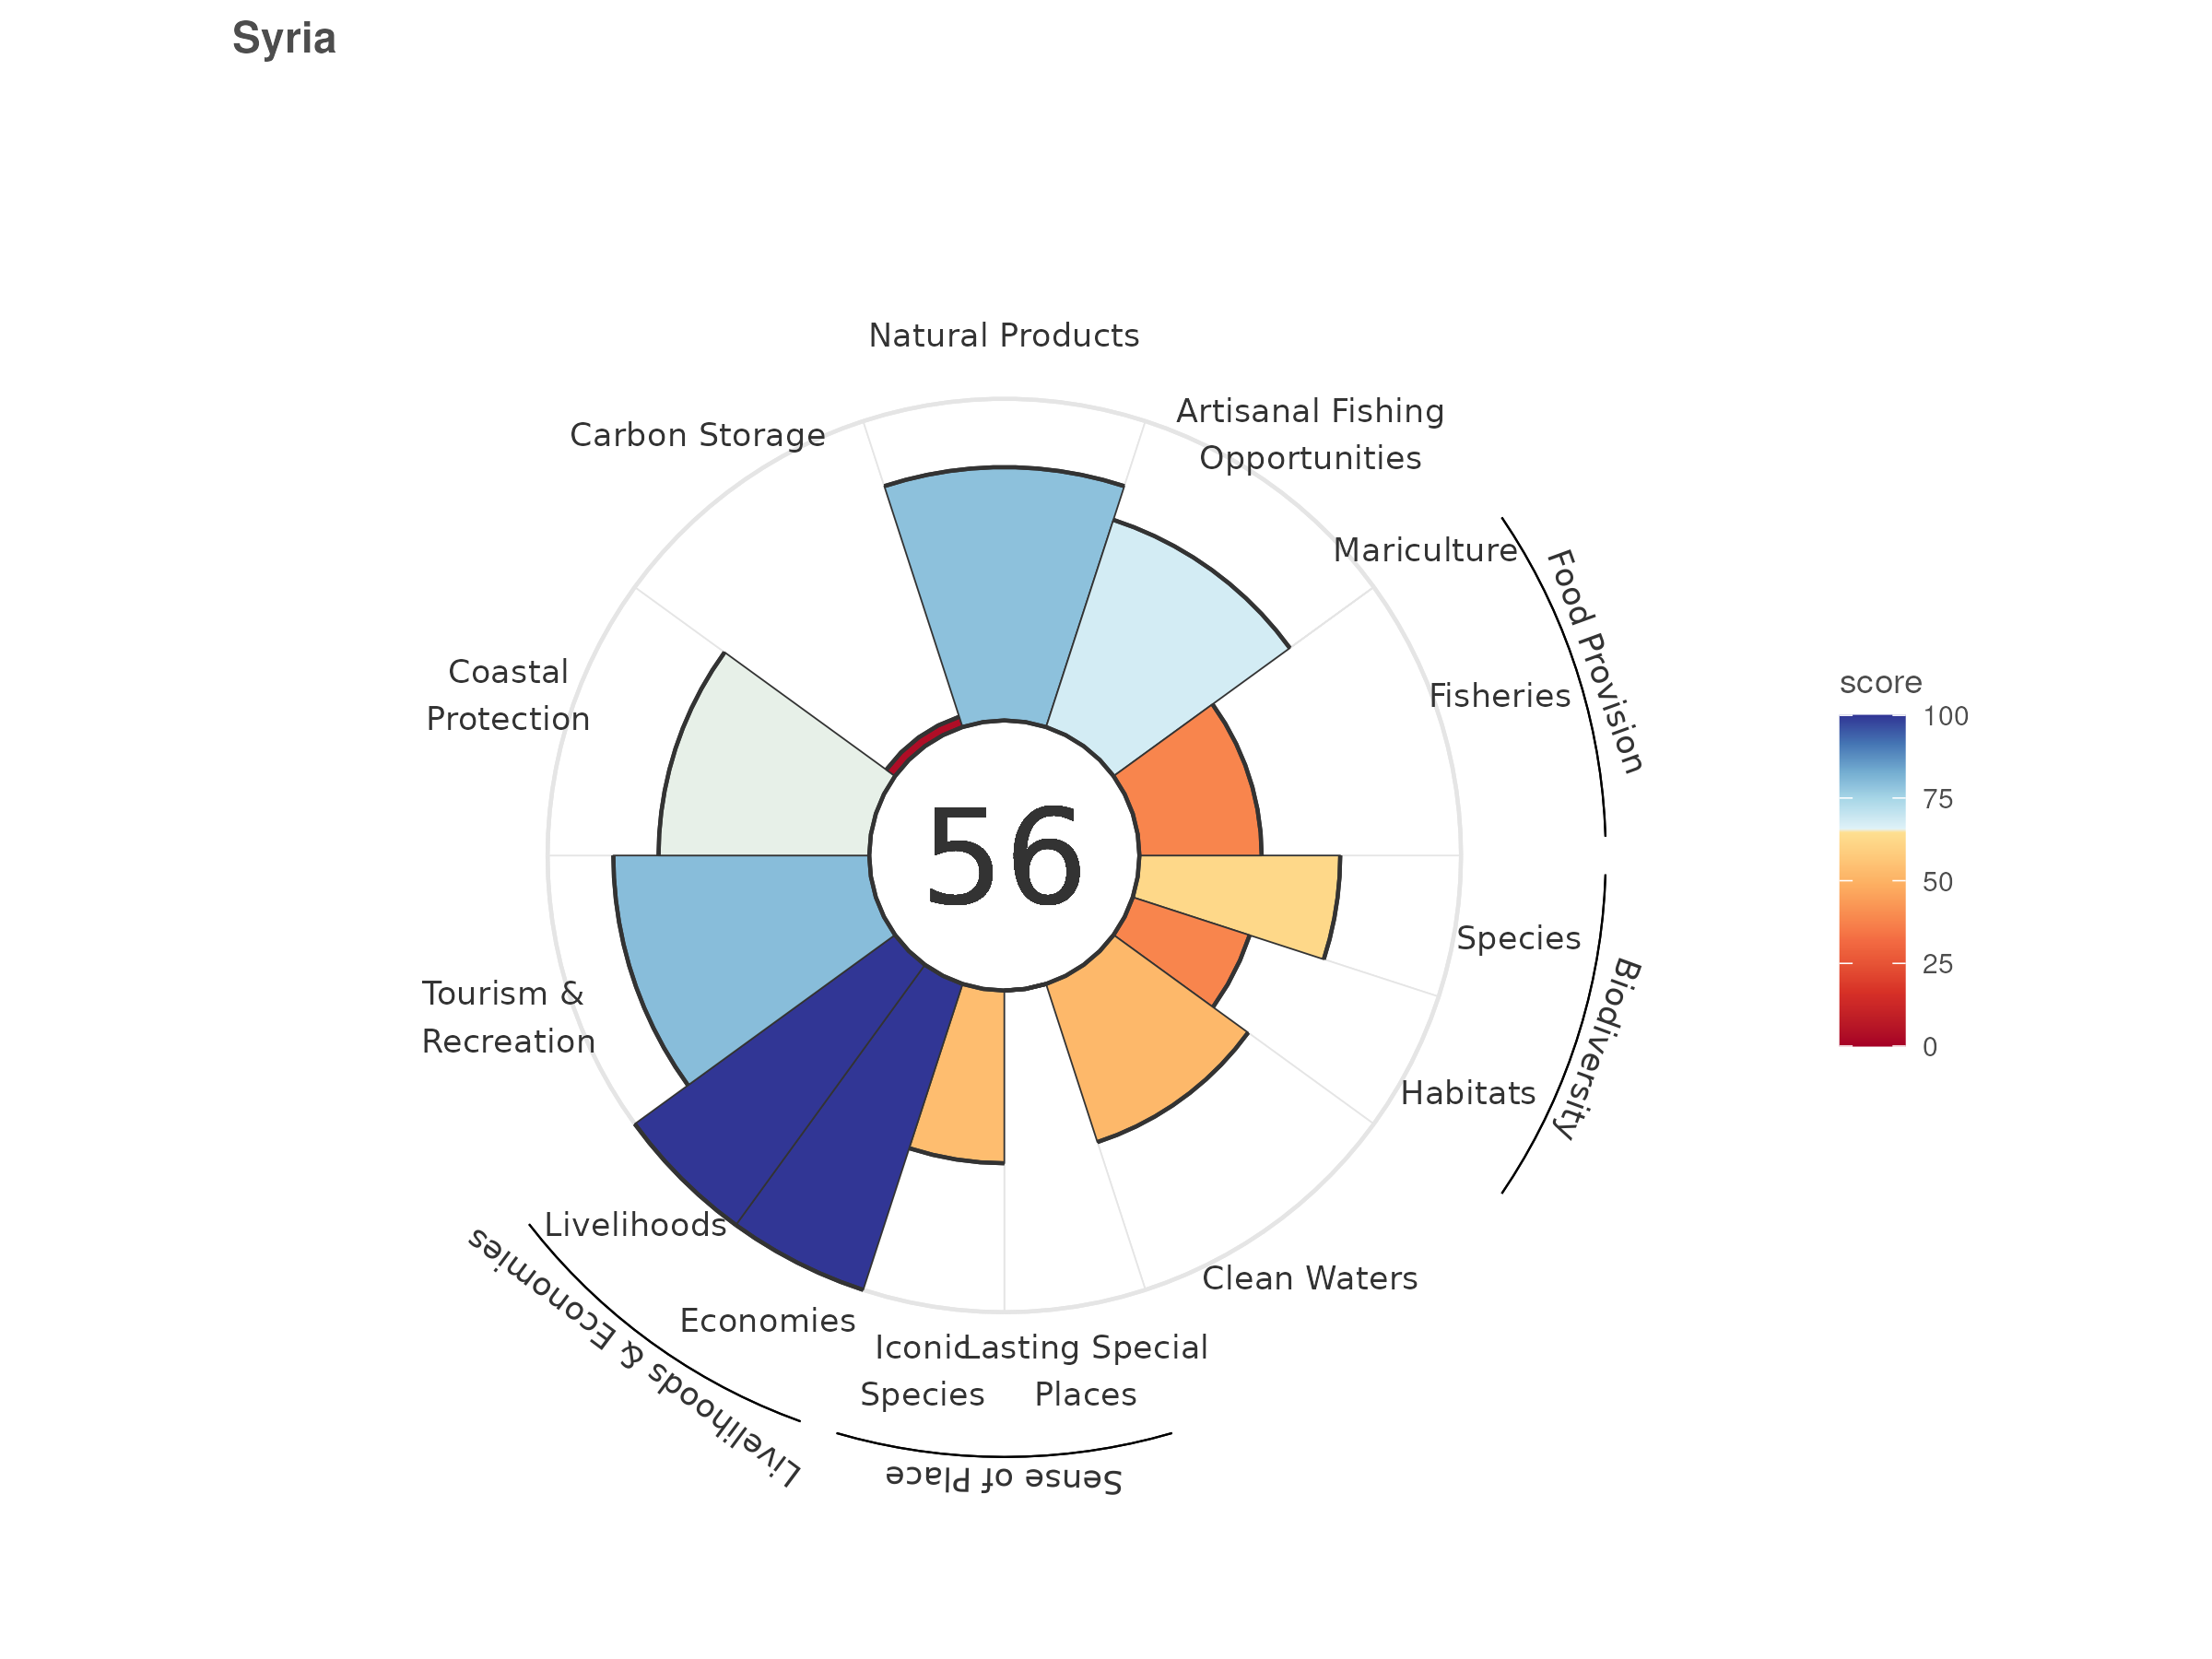 Syria
Natural Products
Artisanal Fishing
Opportunities
Carbon Storage
Mariculture
Food Provision
Fisheries
Coastal
Protection
score
100
75
50
25
0
56
Species
Biodiversity
Tourism &
Recreation
Habitats
Livelihoods
Clean Waters
Livelihoods & Economies
Economies
Iconic
Species
Lasting Special
Places
Sense of Place